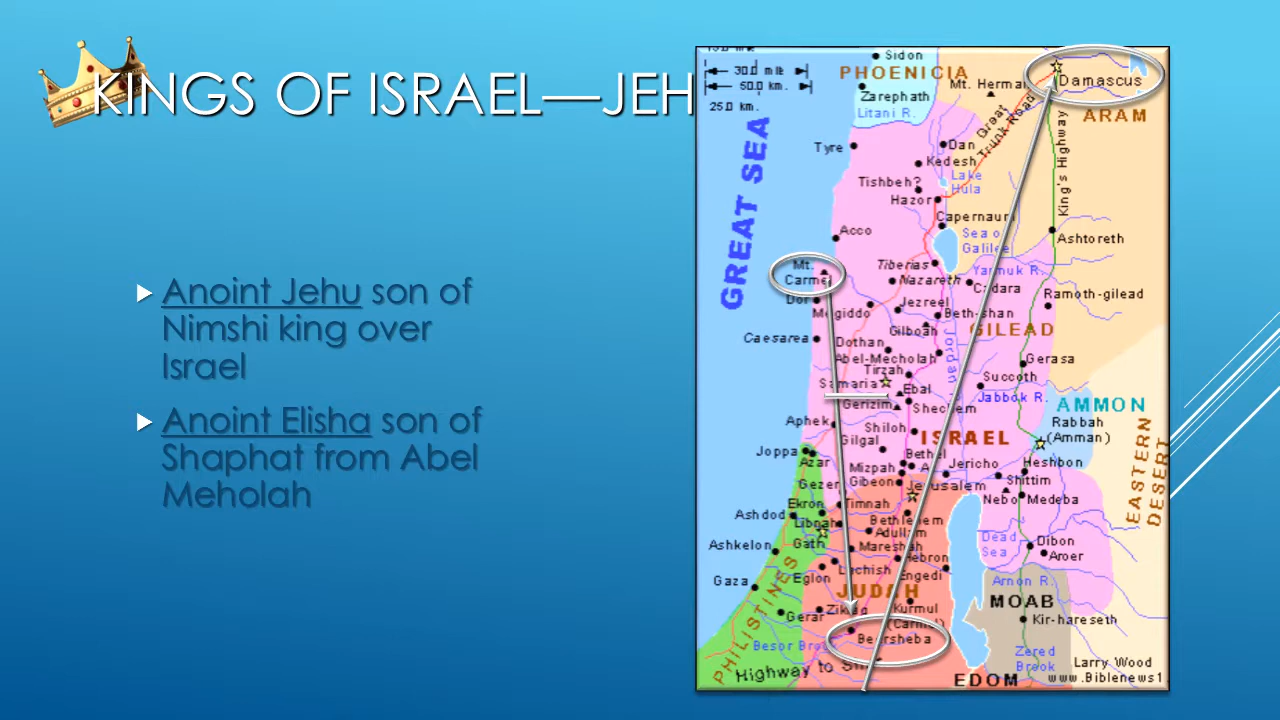 KINGS OF ISRAEL—JEH
Anoint Jehu son of
Nimshi king over
Israel
Anoint Elisha son of
Shaphat from Abel
Meholah
Sidon
30.0 mile
PHOENICIA
50.0 km.
Mt. Herma
Damascus
Zarephath
25.0 km.
Litani R.
ARAM
Great
Trunk Road
King's Highway
GREAT SEA
Tyre
Dan
Kedesh
Tishbeh?
Lake
Hula
Hazor
Capernaum
Acco
Sea of
Galilee
Ashtoreth
Mt.
Carmel
Tiberias
Nazareth
Yarmuk R.
Gadara
Dor
Jezreel
Ramoth-gilead
Megiddo
Beth-shan
Gilboah
GILEAD
Caesarea
Dothan
Jordan
Abel-Mecholah
Gerasa
Tirzah
Succoth
Samaria
Ebal
Jabbok R.
Gerizim
Shechem
AMMON
Aphek
Shiloh
Rabbah
(Amman)
Gilgal
ISRAEL
EASTERN
DESERT
Joppa
Azar
Bethel
Mizpah
A
Jericho
Heshbon
Gezer
Gibeon
Jerusalem
Shittim
Nebo
Medeba
Ekron
Timnah
Ashdod
Libnah
Bethlehem
Adullam
Gath
Dead
Sea
Dibon
Ashkelon
Mareshah
Hebron
Aroer
Lachish
Engedi
Gaza
Eglon
Arnon R.
JUDAH
MOAB
PHILISTINES
Gerar
Ziklag
Kurmul
(Carmel)
Kir-hareseth
Beersheba
Besor Brook
Zered
Brook
Highway to
Larry Wood
EDOM
www.Biblenews1